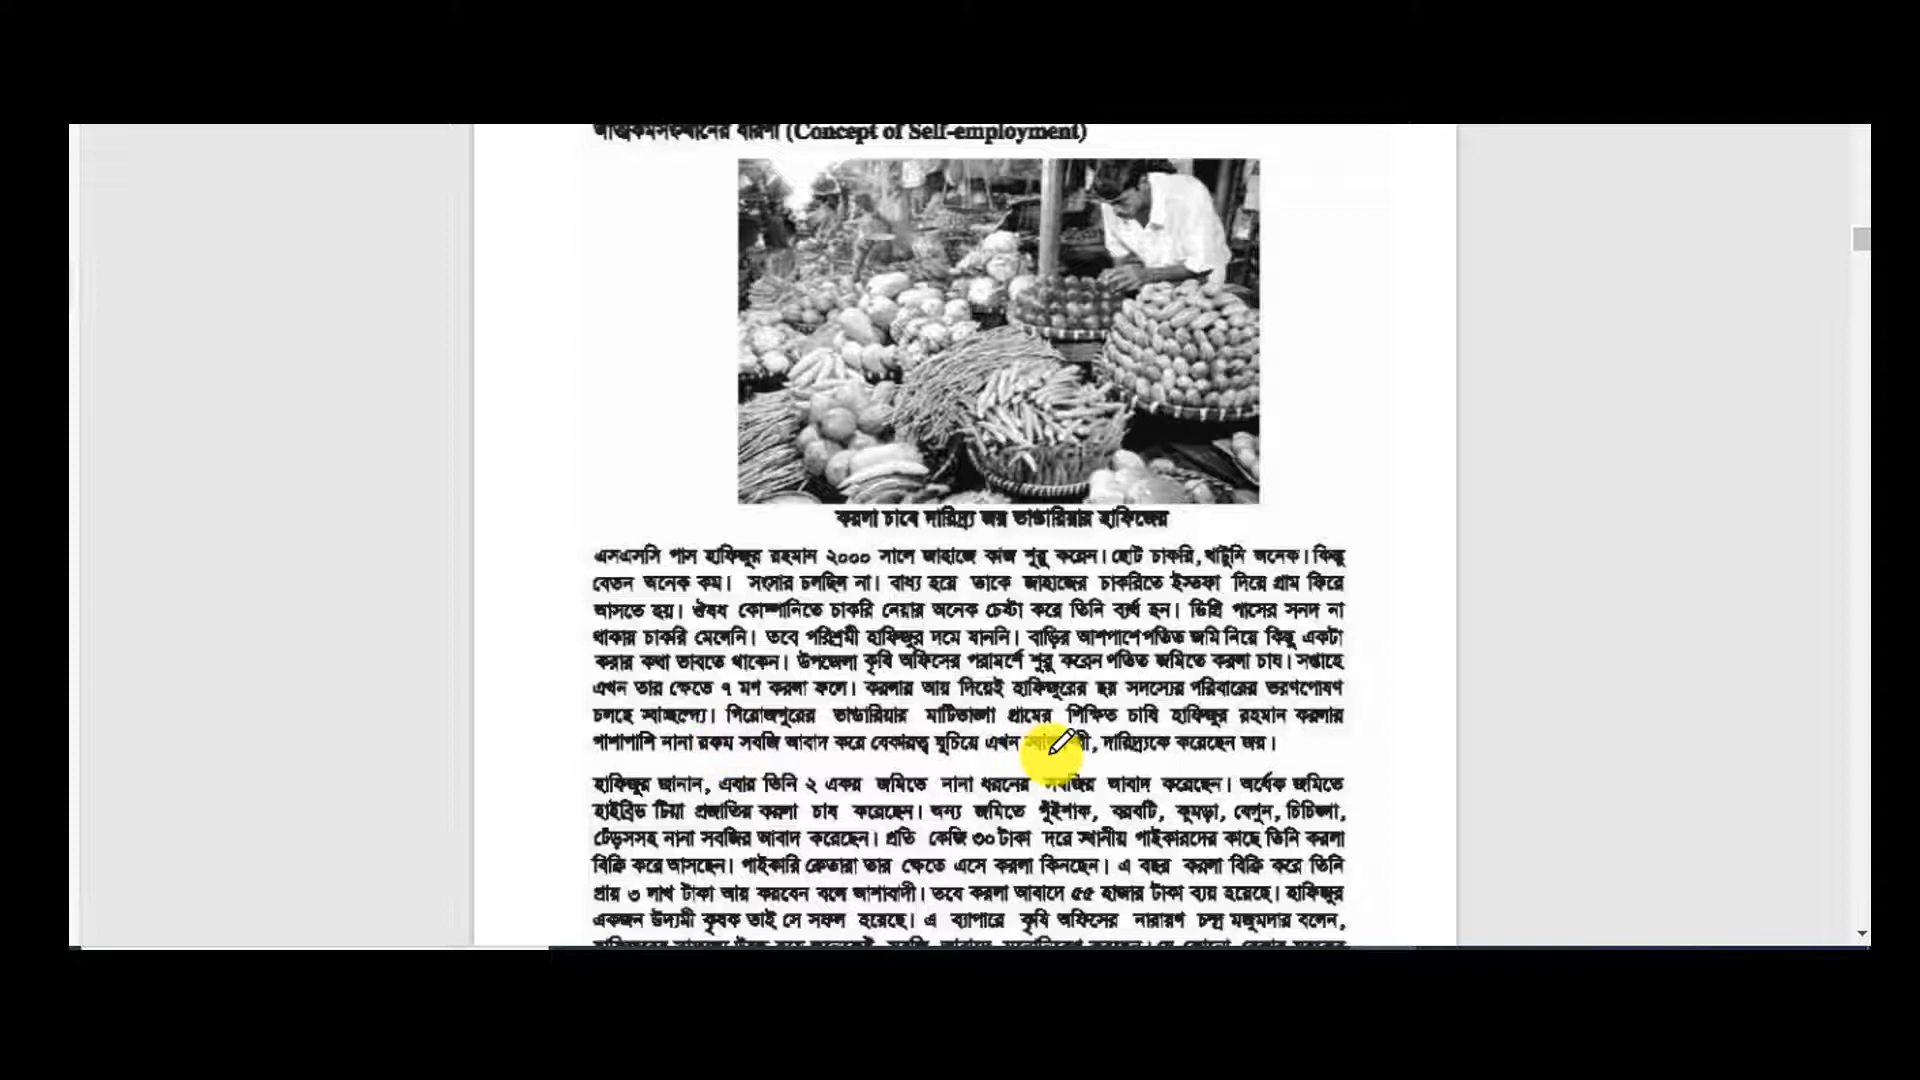 আত্মকর্মসংস্থানের ধারণা (Concept of Self-employment)
করলা চাষে দারিদ্র্য জয় ভান্ডারিয়ার হাফিজের
এসএসসি পাস হাফিজুর রহমান ২০০০ সালে জাহাজে কাজ শুরু করেন। ছোট চাকরি, খাটুনি অনেক। কিন্তু
বেতন অনেক কম। সংসার চলছিল না। বাধ্য হয়ে তাকে জাহাজের চাকরিতে ইস্তফা দিয়ে গ্রাম ফিরে
আসতে হয়। ঔষধ কোম্পানিতে চাকরি নেয়ার অনেক চেষ্টা করে তিনি ব্যর্থ হন। ডিগ্রি পাসের সনদ না
থাকায় চাকরি মেলেনি। তবে পরিশ্রমী হাফিজুর দমে যাননি। বাড়ির আশপাশে পতিত জমি নিয়ে কিছু একটা
করার কথা ভাবতে থাকেন। উপজেলা কৃষি অফিসের পরামর্শে শুরু করেন পতিত জমিতে করলা চাষ। সপ্তাহে
এখন তার ক্ষেতে ৭ মণ করলা ফলে। করলার আয় দিয়েই হাফিজুরের ছয় সদস্যের পরিবারের ভরণপোষণ
চলছে স্বাচ্ছন্দ্যে। পিরোজপুরের ভান্ডারিয়ার মাটিভাঙ্গা গ্রামের শিক্ষিত চাষি হাফিজুর রহমান করলার
পাশাপাশি নানা রকম সবজি আবাদ করে বেকারত্ব ঘুচিয়ে এখন , দারিদ্র্যকে করেছেন জয়।
হাফিজুর জানান, এবার তিনি ২ একর জমিতে নানা ধরনের সবজির আবাদ করেছেন। অর্ধেক জমিতে
হাইব্রিড টিয়া প্রজাতির করলা চাষ করেছেন। অন্য জমিতে পুঁইশাক, বরবটি, কুমড়া, বেগুন, চিচিঙ্গা,
ঢেঁড়সসহ নানা সবজির আবাদ করেছেন। প্রতি কেজি ৩০ টাকা দরে স্থানীয় পাইকারদের কাছে তিনি করলা
বিক্রি করে আসছেন। পাইকারি ক্রেতারা তার ক্ষেতে এসে করলা কিনছেন। এ বছর করলা বিক্রি করে তিনি
প্রায় ৩ লাখ টাকা আয় করবেন বলে আশাবাদী। তবে করলা আবাদে ৫৫ হাজার টাকা ব্যয় হয়েছে। হাফিজুর
একজন উদ্যমী কৃষক তাই সে সফল হয়েছে। এ ব্যাপারে কৃষি অফিসের নারায়ণ চন্দ্র মজুমদার বলেন,